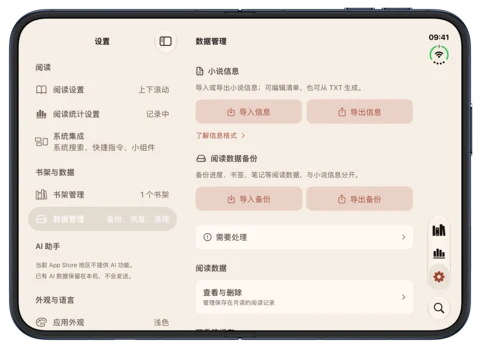 设置
阅读
阅读设置 上下滚动
阅读统计设置 记录中
系统集成
系统搜索、快捷指令、小组件
书架与数据
书架管理 1 个书架
数据管理 备份、恢复、清理
AI 助手
当前 App Store 地区不提供 AI 功能。
已有 AI 数据保留在本机，不会发送。
外观与语言
应用外观 浅色
数据管理
小说信息
导入或导出小说信息；可编辑清单，也可从 TXT 生成。
导入信息 导出信息
了解信息格式
阅读数据备份
备份进度、书签、笔记等阅读数据，与小说信息分开。
导入备份 导出备份
需要处理
阅读数据
查看与删除
管理保存在月读的阅读记录
09:41